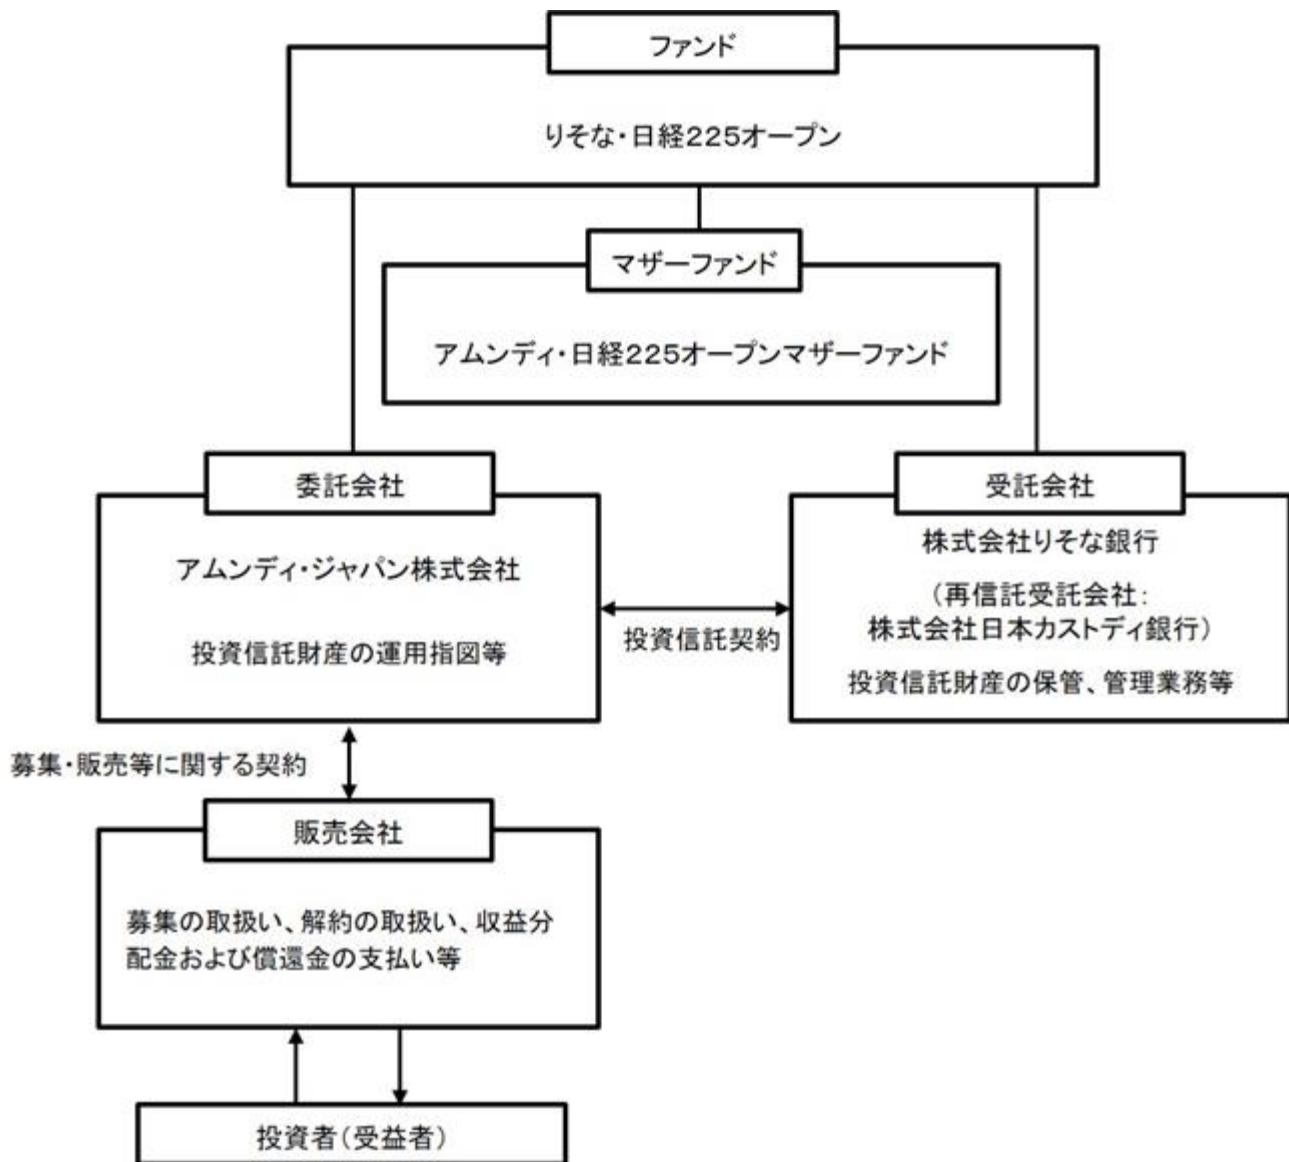 ファンド
りそな・日経225オープン
マザーファンド
アムンディ・日経225オープンマザーファンド
委託会社
アムンディ・ジャパン株式会社
投資信託財産の運用指図等
投資信託契約
受託会社
株式会社りそな銀行
（再信託受託会社：
株式会社日本カストディ銀行）
投資信託財産の保管、管理業務等
募集・販売等に関する契約
販売会社
募集の取扱い、解約の取扱い、収益分
配金および償還金の支払い等
投資者（受益者）